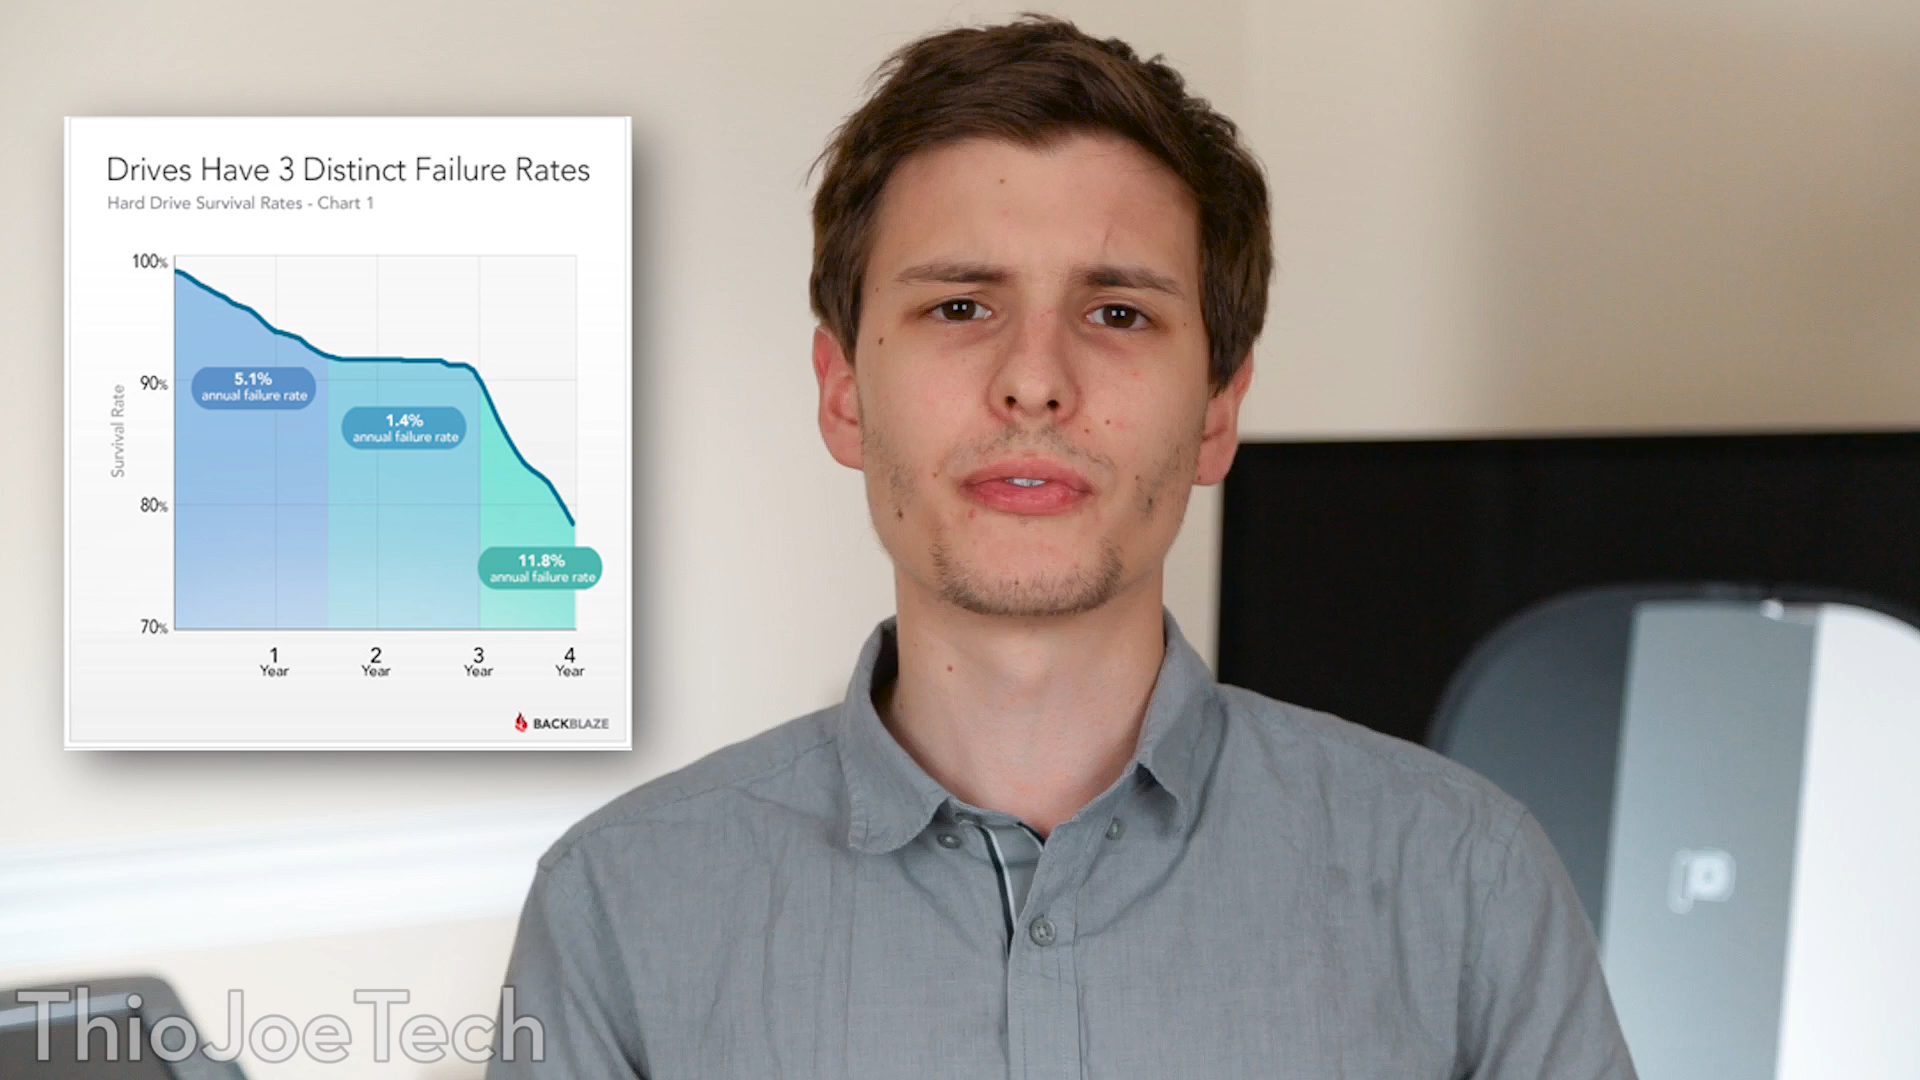 Drives Have 3 Distinct Failure Rates
Hard Drive Survival Rates - Chart 1
100%
90%
80%
70%
Survival Rate
5.1%
annual failure rate
1.4%
annual failure rate
11.8%
annual failure rate
1 2 3 4
Year Year Year Year
BACKBLAZE
ThioJoeTech